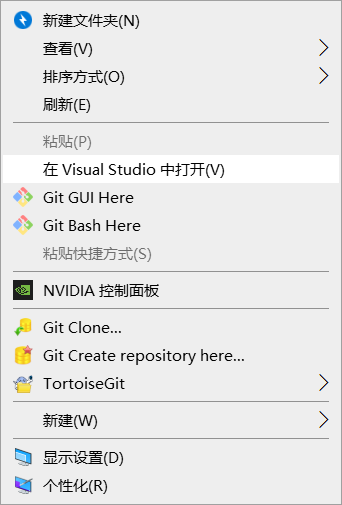 新建文件夹(N)
查看(V)
排序方式(O)
刷新(E)
粘贴(P)
在 Visual Studio 中打开(V)
Git GUI Here
Git Bash Here
粘贴快捷方式(S)
NVIDIA 控制面板
Git Clone...
Git Create repository here...
TortoiseGit
新建(W)
显示设置(D)
个性化(R)